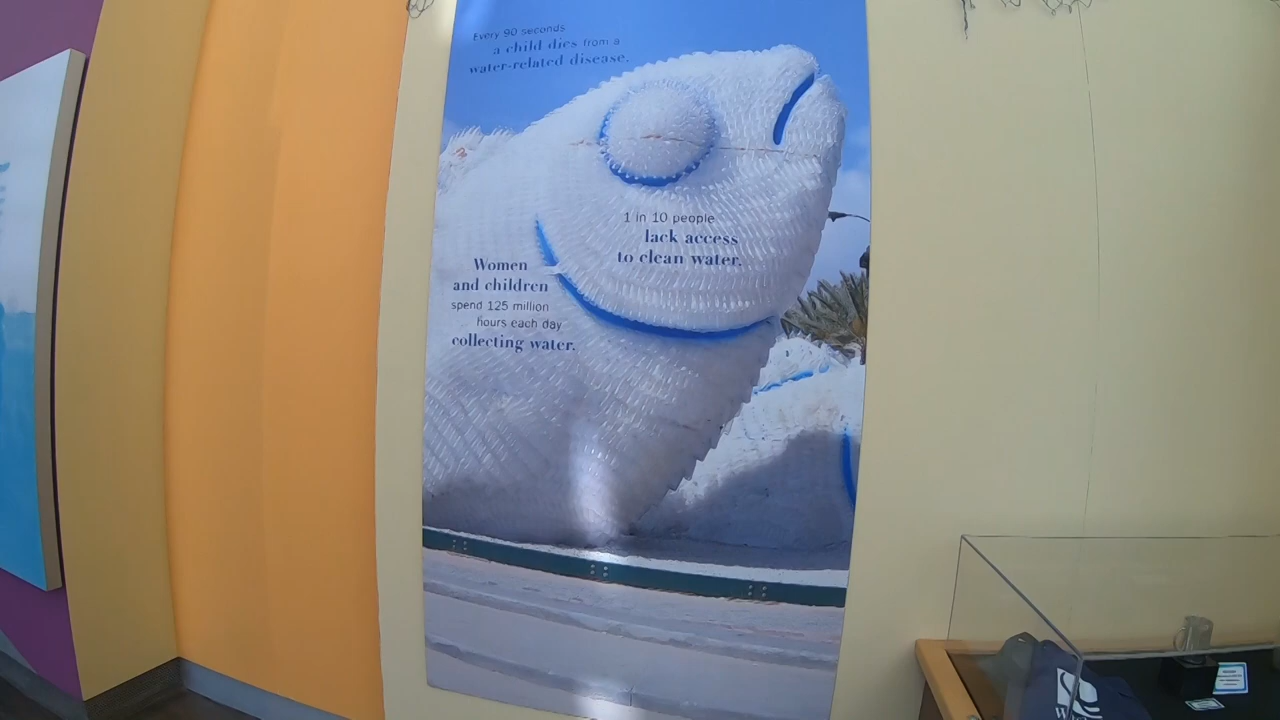 Every 90 seconds
a child dies from a
water-related disease.
1 in 10 people
lack access
to clean water.
Women
and children
spend 125 million
hours each day
collecting water.